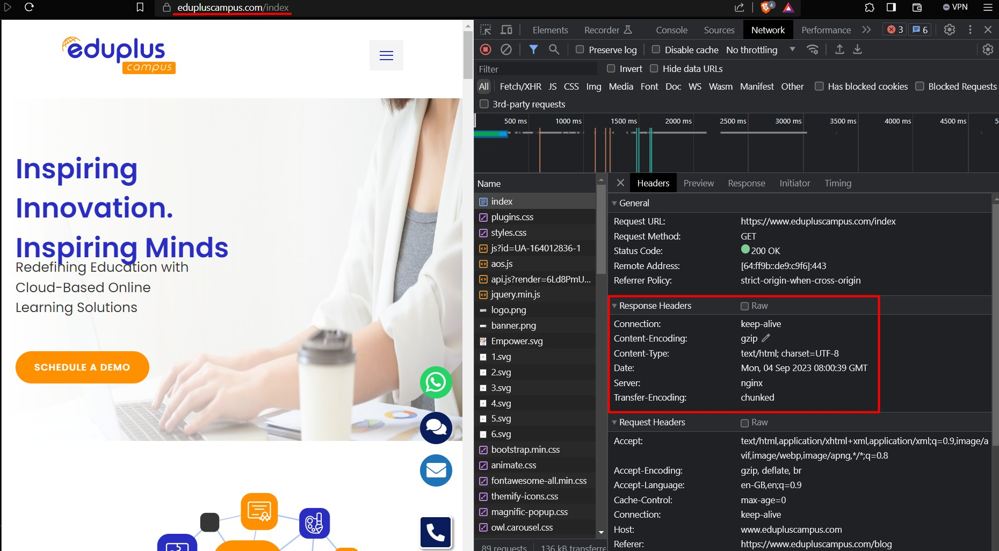 edupluscampus.com/index
4
VPN
eduplus
campus
Inspiring
Innovation.
Inspiring Minds
Redefining Education with
Cloud-Based Online
Learning Solutions
SCHEDULE A DEMO
Elements Recorder Console Sources Network Performance 3 6
Preserve log Disable cache No throttling
Filter Invert Hide data URLs
All Fetch/XHR JS CSS Img Media Font Doc WS Wasm Manifest Other Has blocked cookies Blocked Requests
3rd-party requests
500 ms 1000 ms 1500 ms 2000 ms 2500 ms 3000 ms 3500 ms 4000 ms 4500 ms 5
Name
index
plugins.css
styles.css
js?id=UA-164012836-1
aos.js
api.js?render=6Ld8PmU...
jquery.min.js
logo.png
banner.png
Empower.svg
1.svg
2.svg
3.svg
4.svg
5.svg
6.svg
bootstrap.min.css
animate.css
fontawesome-all.min.css
themify-icons.css
magnific-popup.css
owl.carousel.css
89 requests 136 kB transferre
Headers Preview Response Initiator Timing
General
Request URL: https://www.edupluscampus.com/index
Request Method: GET
Status Code: 200 OK
Remote Address: [64:ff9b::de9:c9f6]:443
Referrer Policy: strict-origin-when-cross-origin
Response Headers Raw
Connection: keep-alive
Content-Encoding: gzip
Content-Type: text/html; charset=UTF-8
Date: Mon, 04 Sep 2023 08:00:39 GMT
Server: nginx
Transfer-Encoding: chunked
Request Headers Raw
Accept: text/html,application/xhtml+xml,application/xml;q=0.9,image/a
vif,image/webp,image/apng,*/*;q=0.8
Accept-Encoding: gzip, deflate, br
Accept-Language: en-GB,en;q=0.9
Cache-Control: max-age=0
Connection: keep-alive
Host: www.edupluscampus.com
Referer: https://www.edupluscampus.com/blog